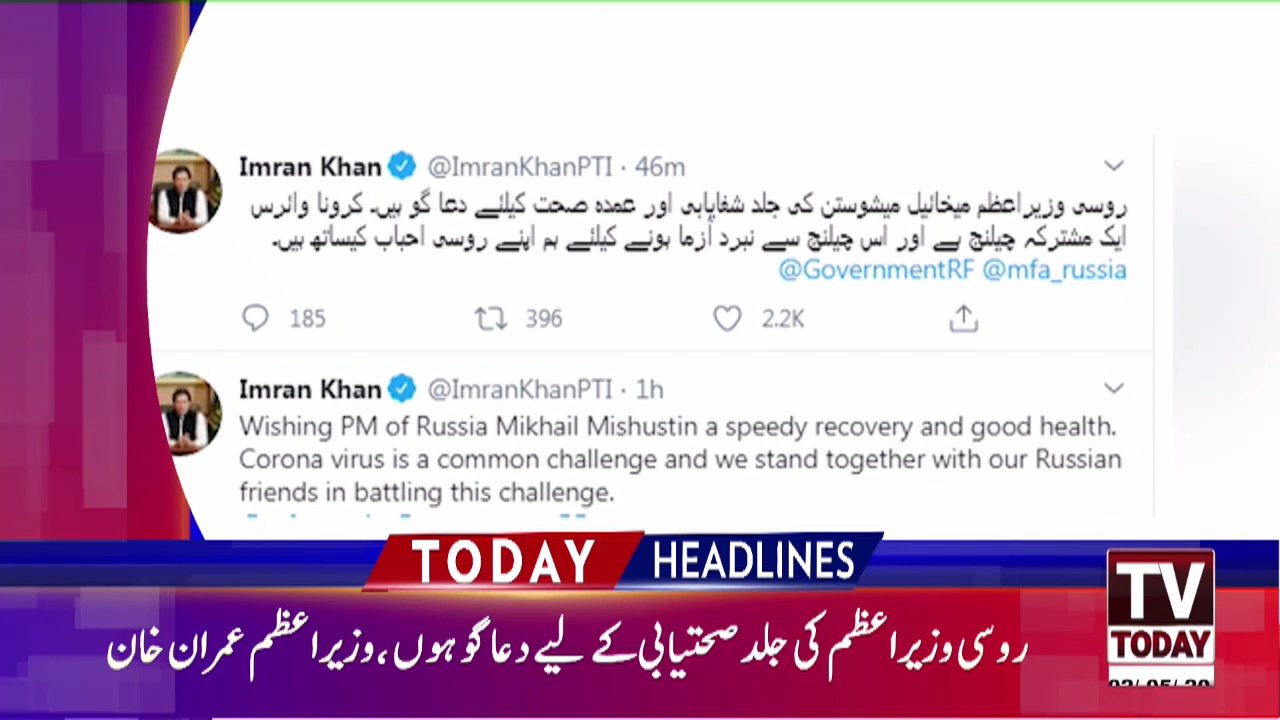 Imran Khan @ImranKhanPTI · 46m
روسی وزیراعظم میخائیل میشوستن کی جلد شفایابی اور عمدہ صحت کیلئے دعا گو ہیں۔ کرونا وائرس
ایک مشترکہ چیلنج ہے اور اس چیلنج سے نبرد آزما ہونے کیلئے ہم اپنے روسی احباب کیساتھ ہیں۔
@GovernmentRF @mfa_russia
185 396 2.2K
Imran Khan @ImranKhanPTI · 1h
Wishing PM of Russia Mikhail Mishustin a speedy recovery and good health.
Corona virus is a common challenge and we stand together with our Russian
friends in battling this challenge.
TODAY HEADLINES
روسی وزیراعظم کی جلد صحتیابی کے لیے دعاگو ہوں، وزیراعظم عمران خان
TV
TODAY